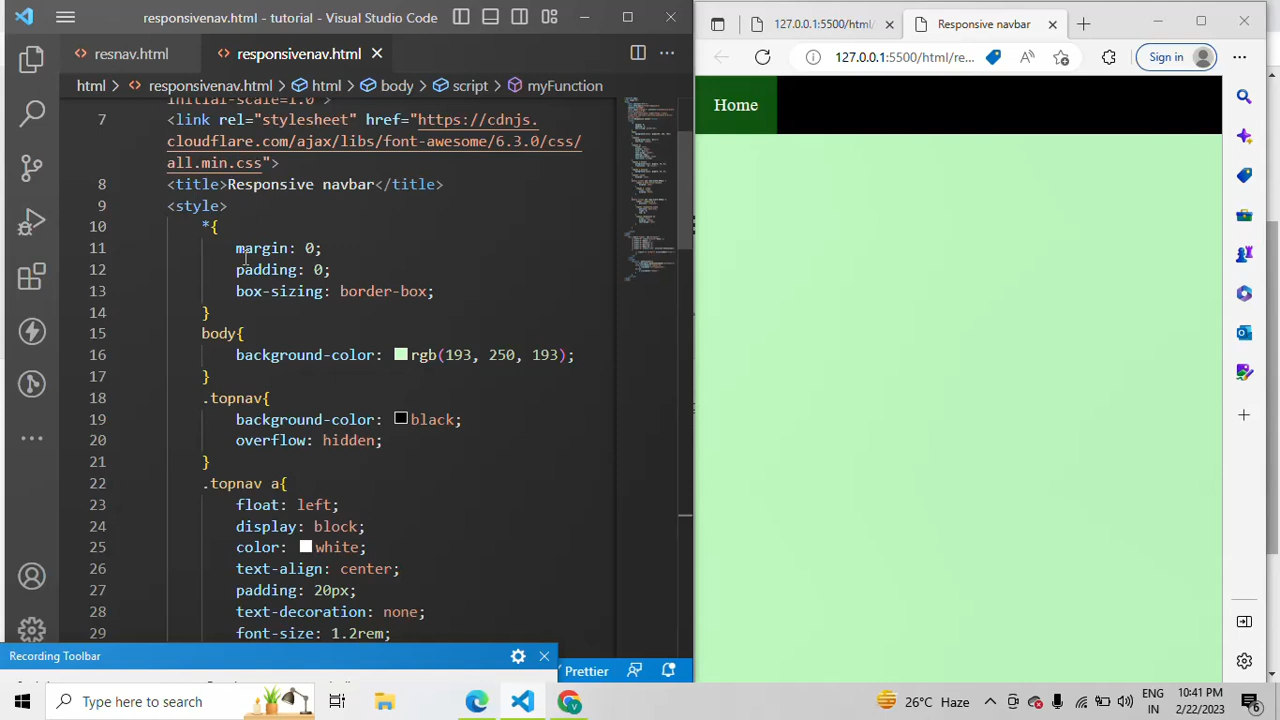 responsivenav.html - tutorial - Visual Studio Code
resnav.html
responsivenav.html
html > responsivenav.html > html > body > script > myFunction
initial-scale=1.0">
7 <link rel="stylesheet" href="https://cdnjs.
cloudflare.com/ajax/libs/font-awesome/6.3.0/css/
all.min.css">
8 <title>Responsive navbar</title>
9 <style>
10 *{
11 margin: 0;
12 padding: 0;
13 box-sizing: border-box;
14 }
15 body{
16 background-color: rgb(193, 250, 193);
17 }
18 .topnav{
19 background-color: black;
20 overflow: hidden;
21 }
22 .topnav a{
23 float: left;
24 display: block;
25 color: white;
26 text-align: center;
27 padding: 20px;
28 text-decoration: none;
29 font-size: 1.2rem;
Recording Toolbar
Prettier
127.0.0.1:5500/html/
Responsive navbar
127.0.0.1:5500/html/re...
Sign in
Home
Type here to search
26°C Haze
ENG
IN
10:41 PM
2/22/2023
6